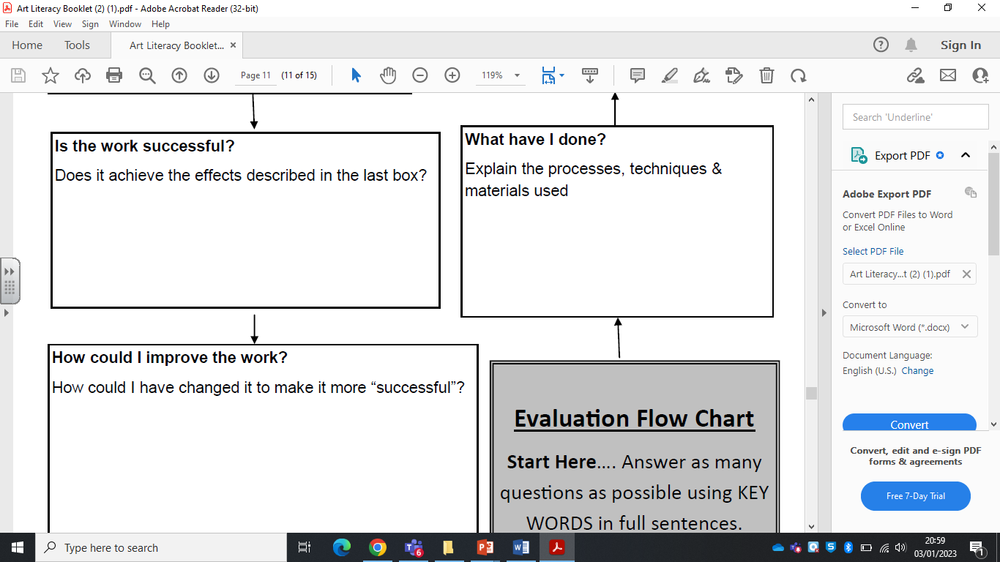 Art Literacy Booklet (2) (1).pdf - Adobe Acrobat Reader (32-bit)
File Edit View Sign Window Help
Home Tools Art Literacy Booklet... × Sign In
Page 11 (11 of 15) 119%
Is the work successful?
Does it achieve the effects described in the last box?
What have I done?
Explain the processes, techniques &
materials used
How could I improve the work?
How could I have changed it to make it more “successful”?
Evaluation Flow Chart
Start Here…. Answer as many
questions as possible using KEY
WORDS in full sentences.
Search 'Underline'
Export PDF
Adobe Export PDF
Convert PDF Files to Word
or Excel Online
Select PDF File
Art Literacy...t (2) (1).pdf
Convert to
Microsoft Word (*.docx)
Document Language:
English (U.S.) Change
Convert
Convert, edit and e-sign PDF
forms & agreements
Free 7-Day Trial
Type here to search
6
20:59
03/01/2023
1